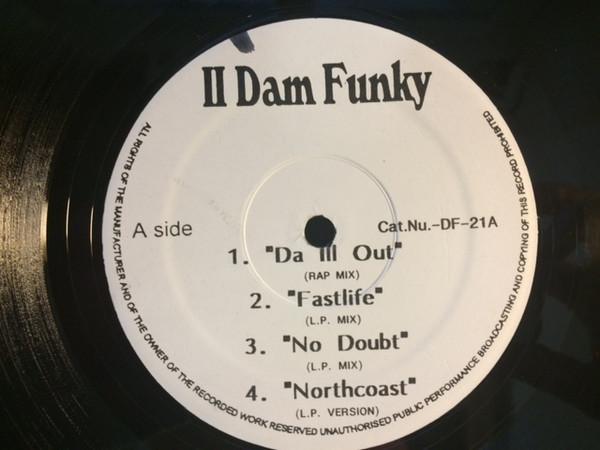 II Dam Funky
A side
Cat.Nu.-DF-21A
1. "Da Ill Out"
(RAP MIX)
2. "Fastlife"
(L.P. MIX)
3. "No Doubt"
(L.P. MIX)
4. "Northcoast"
(L.P. VERSION)
ALL RIGHTS OF THE MANUFACTURER AND OF THE OWNER OF THE RECORDED WORK RESERVED UNAUTHORISED PUBLIC PERFORMANCE BROADCASTING AND COPYING OF THIS RECORD PROHIBITED